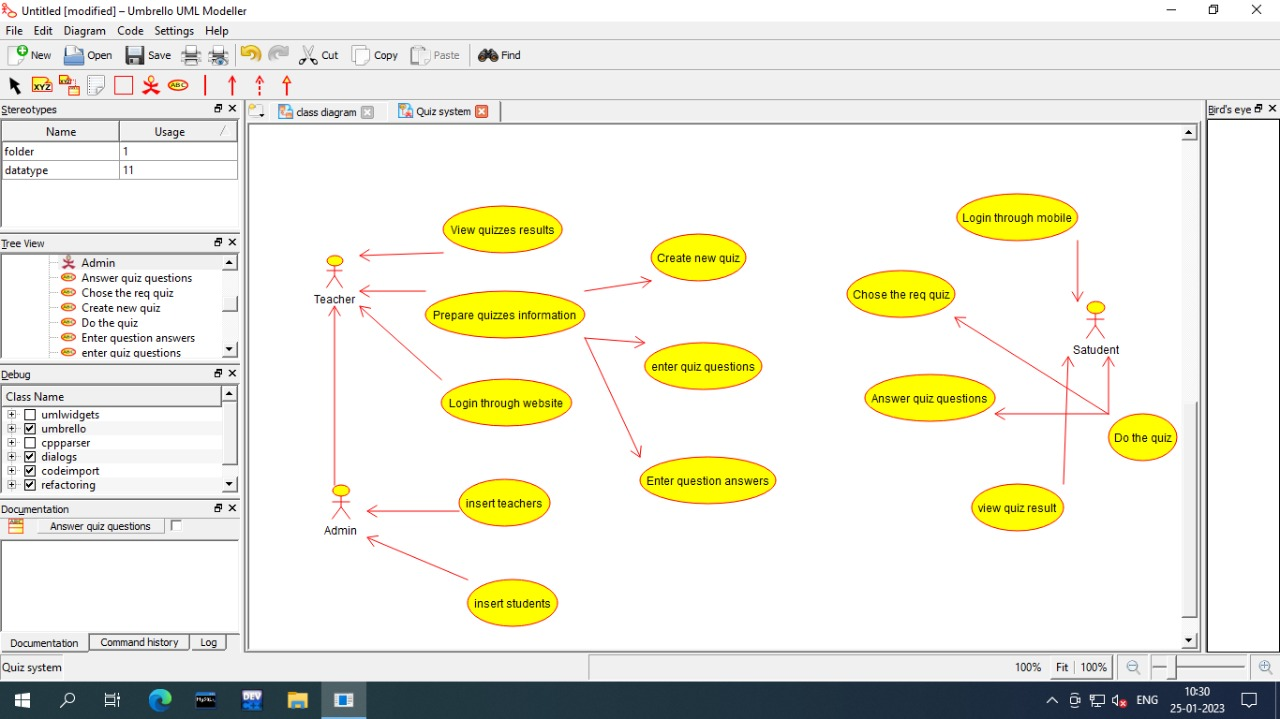 Untitled [modified] – Umbrello UML Modeller
File Edit Diagram Code Settings Help
New Open Save Cut Copy Paste Find
XYZ ABC
Stereotypes
Name Usage
folder 1
datatype 11
Tree View
Admin
Answer quiz questions
Chose the req quiz
Create new quiz
Do the quiz
Enter question answers
enter quiz questions
Debug
Class Name
umlwidgets
umbrello
cppparser
dialogs
codeimport
refactoring
Documentation
Answer quiz questions
Documentation Command history Log
class diagram Quiz system
Bird's eye
View quizzes results
Teacher
Create new quiz
Prepare quizzes information
enter quiz questions
Login through website
Enter question answers
Admin
insert teachers
insert students
Login through mobile
Chose the req quiz
Satudent
Answer quiz questions
Do the quiz
view quiz result
Quiz system
100% Fit 100%
DEV
ENG
10:30
25-01-2023